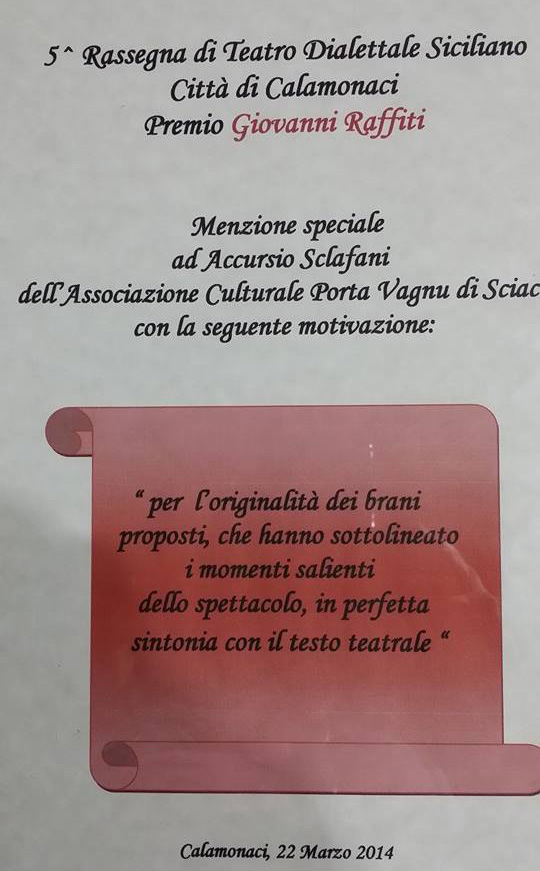 5^ Rassegna di Teatro Dialettale Siciliano
Città di Calamonaci
Premio Giovanni Raffiti
Menzione speciale
ad Accursio Sclafani
dell'Associazione Culturale Porta Vagnu di Sciac
con la seguente motivazione:
“ per l'originalità dei brani
proposti, che hanno sottolineato
i momenti salienti
dello spettacolo, in perfetta
sintonia con il testo teatrale “
Calamonaci, 22 Marzo 2014